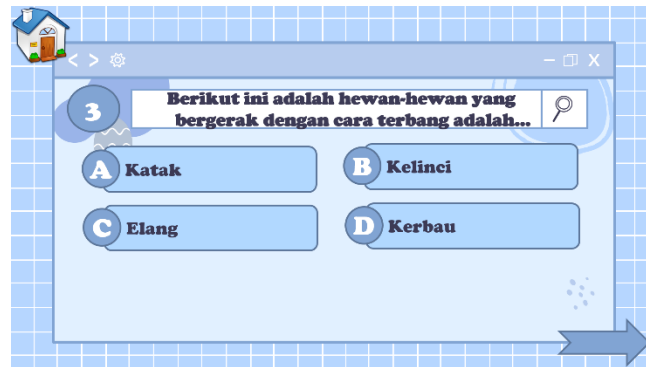 3
Berikut ini adalah hewan-hewan yang
bergerak dengan cara terbang adalah...
A Katak
B Kelinci
C Elang
D Kerbau